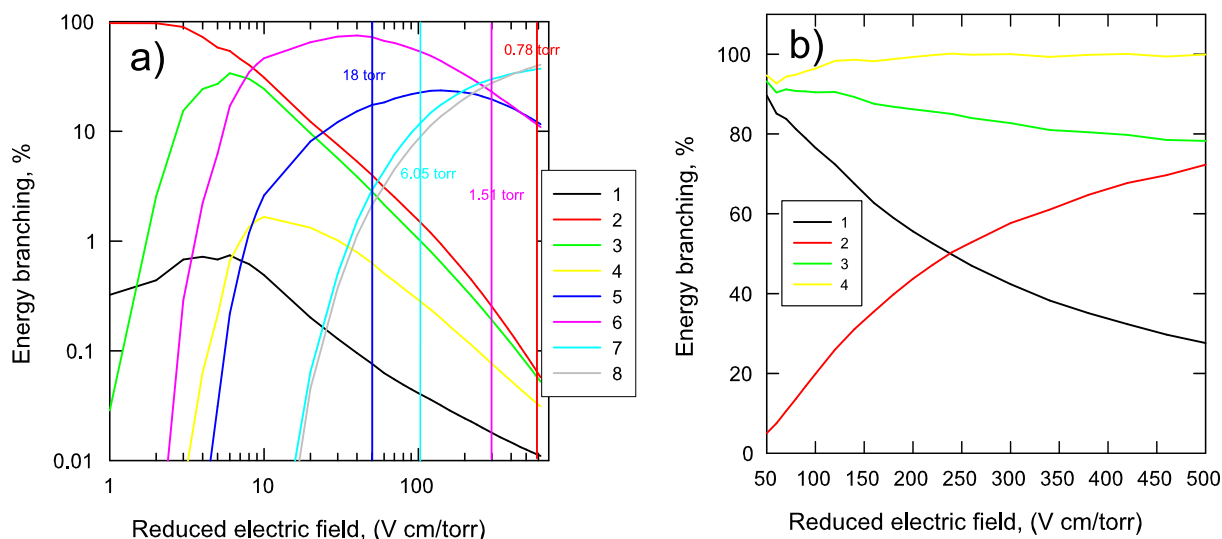 a)
100
10
1
0.1
0.01
Energy branching, %
1
10
100
Reduced electric field, (V cm/torr)
18 torr
6.05 torr
1.51 torr
0.78 torr
1
2
3
4
5
6
7
8
b)
100
80
60
40
20
0
Energy branching, %
50 100 150 200 250 300 350 400 450 500
Reduced electric field, (V cm/torr)
1
2
3
4